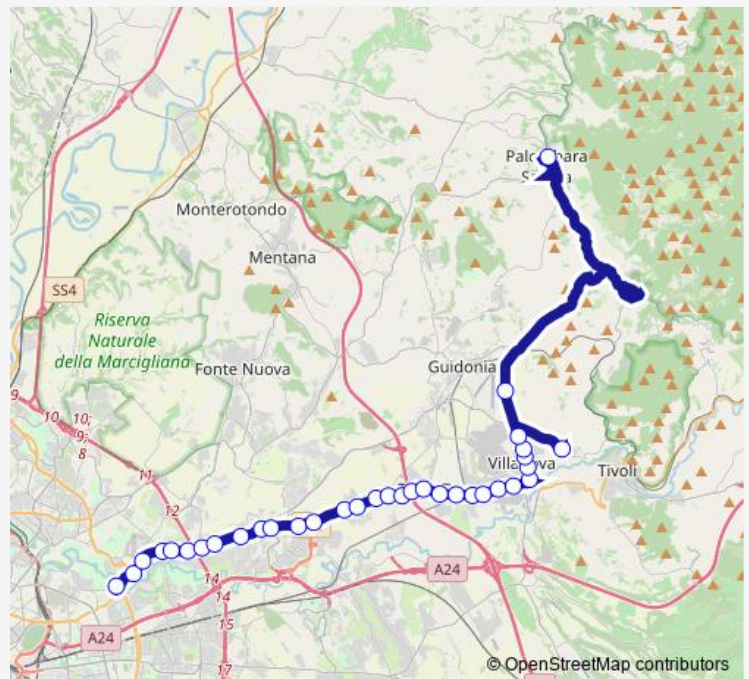 Palombara
Sabina
Monterotondo
Mentana
SS4
Riserva
Naturale
della Marcigliana
Fonte Nuova
Guidonia
9
10
10;
9;
8
11
12
Villanova
Tivoli
14
14
A24
A24
15
17
© OpenStreetMap contributors